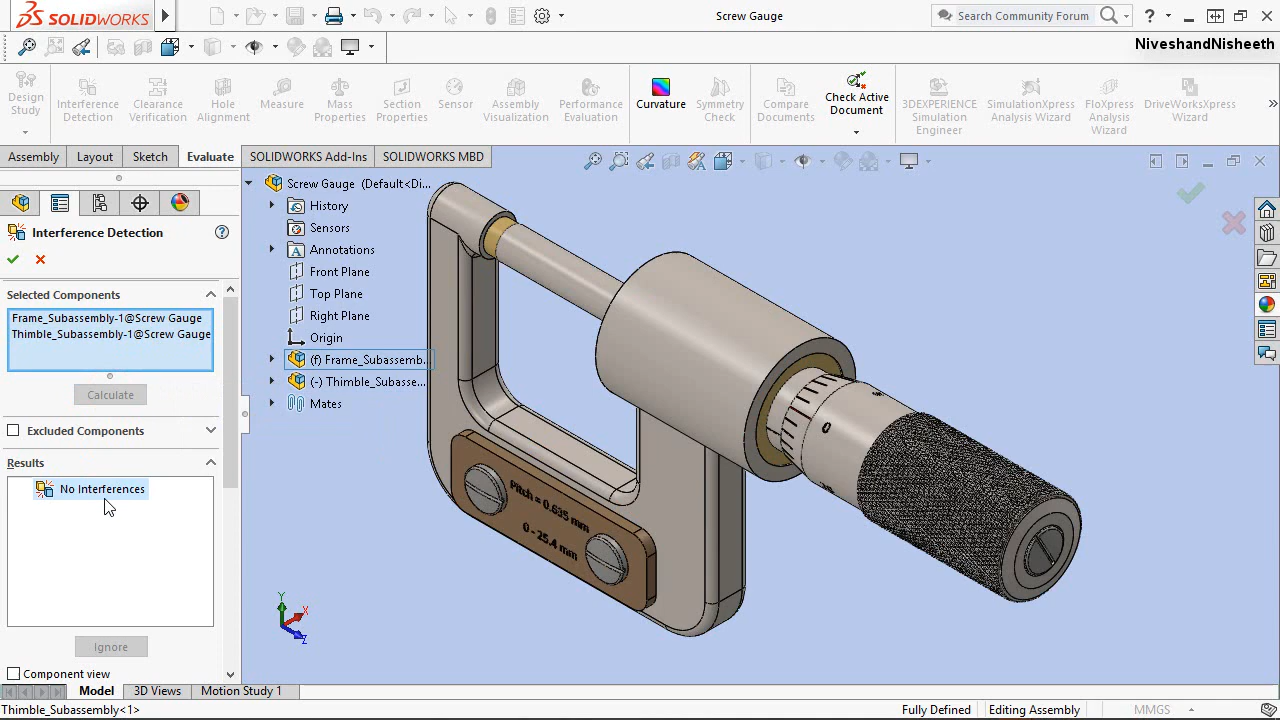 SOLIDWORKS
Screw Gauge
Search Community Forum
?
NiveshandNisheeth
Design Study
Interference Detection
Clearance Verification
Hole Alignment
Measure
Mass Properties
Section Properties
Sensor
Assembly Visualization
Performance Evaluation
Curvature
Symmetry Check
Compare Documents
Check Active Document
3DEXPERIENCE Simulation Engineer
SimulationXpress Analysis Wizard
FloXpress Analysis Wizard
DriveWorksXpress Wizard
Assembly
Layout
Sketch
Evaluate
SOLIDWORKS Add-Ins
SOLIDWORKS MBD
Interference Detection
?
Selected Components
Frame_Subassembly-1@Screw Gauge
Thimble_Subassembly-1@Screw Gauge
Calculate
Excluded Components
Results
No Interferences
Ignore
Component view
Screw Gauge (Default<Di...
History
Sensors
A Annotations
Front Plane
Top Plane
Right Plane
Origin
(f) Frame_Subassemb...
(-) Thimble_Subasse...
Mates
Pitch = 0.635 mm
0 - 25.4 mm
0
Y
X
Z
Model
3D Views
Motion Study 1
Thimble_Subassembly<1>
Fully Defined
Editing Assembly
MMGS